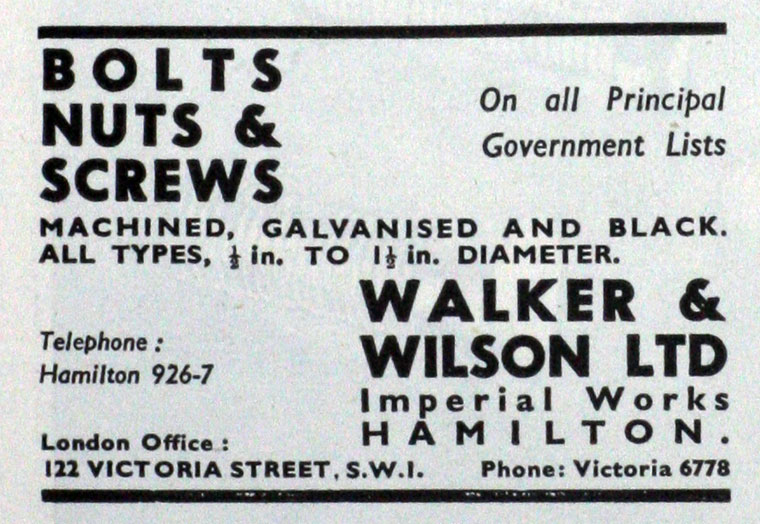 BOLTS
NUTS &
SCREWS
On all Principal
Government Lists
MACHINED, GALVANISED AND BLACK.
ALL TYPES, ½ in. TO 1½ in. DIAMETER.
WALKER &
WILSON LTD
Imperial Works
HAMILTON.
Telephone :
Hamilton 926-7
London Office :
122 VICTORIA STREET, S.W.I.
Phone: Victoria 6778